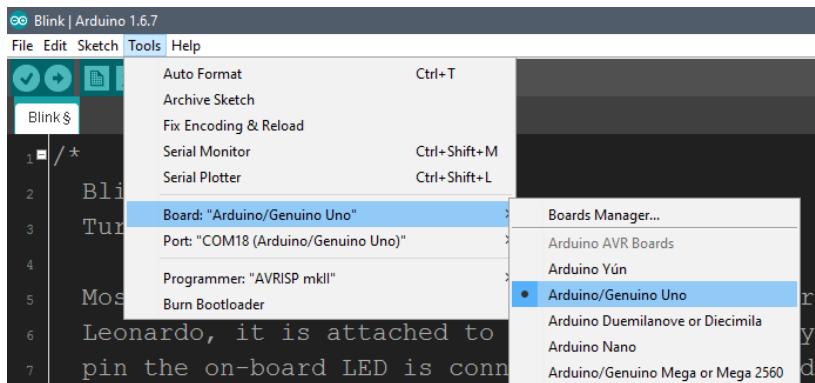 Blink | Arduino 1.6.7
File Edit Sketch Tools Help
Blink §
Auto Format Ctrl+T
Archive Sketch
Fix Encoding & Reload
Serial Monitor Ctrl+Shift+M
Serial Plotter Ctrl+Shift+L
Board: "Arduino/Genuino Uno"
Port: "COM18 (Arduino/Genuino Uno)"
Programmer: "AVRISP mkII"
Burn Bootloader
Boards Manager...
Arduino AVR Boards
Arduino Yún
Arduino/Genuino Uno
Arduino Duemilanove or Diecimila
Arduino Nano
Arduino/Genuino Mega or Mega 2560
1 /*
2
3
4
5
6 Leonardo, it is attached to
7 pin the on-board LED is